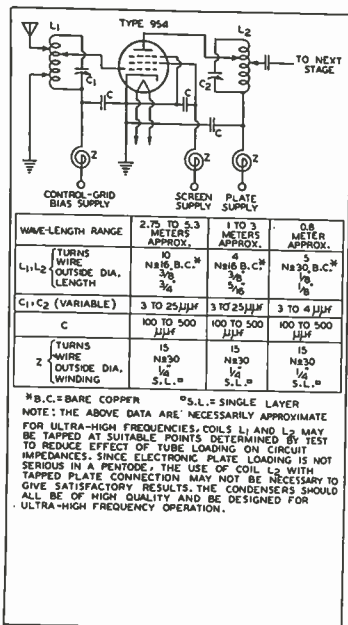 L₁
TYPE 954
L₂
C₁
C
C
C₂
C
TO NEXT
STAGE
Z
Z
Z
CONTROL-GRID
BIAS SUPPLY
SCREEN
SUPPLY
PLATE
SUPPLY
WAVE-LENGTH RANGE
2.75 TO 5.3
METERS
APPROX.
1 TO 3
METERS
APPROX.
0.8
METER
APPROX.
L₁,L₂ { TURNS 10 4 5
WIRE №16 B.C.* №16 B.C.* №30 B.C.*
OUTSIDE DIA. 3/8" 3/8" 1/8"
LENGTH 3/4" 5/16" 3/8"
C₁,C₂ (VARIABLE) 3 TO 25µµf 3 TO 25µµf 3 TO 4µµf
C 100 TO 500 µµf 100 TO 500 µµf 100 TO 500 µµf
Z { TURNS 15 15 15
WIRE №30 №30 №30
OUTSIDE DIA. 1/4" 1/4" 1/4"
WINDING S.L.□ S.L.□ S.L.□
*B.C.=BARE COPPER □S.L.= SINGLE LAYER
NOTE: THE ABOVE DATA ARE NECESSARILY APPROXIMATE
FOR ULTRA-HIGH FREQUENCIES, COILS L₁ AND L₂ MAY
BE TAPPED AT SUITABLE POINTS DETERMINED BY TEST
TO REDUCE EFFECT OF TUBE LOADING ON CIRCUIT
IMPEDANCES. SINCE ELECTRONIC PLATE LOADING IS NOT
SERIOUS IN A PENTODE, THE USE OF COIL L₂ WITH
TAPPED PLATE CONNECTION MAY NOT BE NECESSARY TO
GIVE SATISFACTORY RESULTS. THE CONDENSERS SHOULD
ALL BE OF HIGH QUALITY AND BE DESIGNED FOR
ULTRA-HIGH FREQUENCY OPERATION.